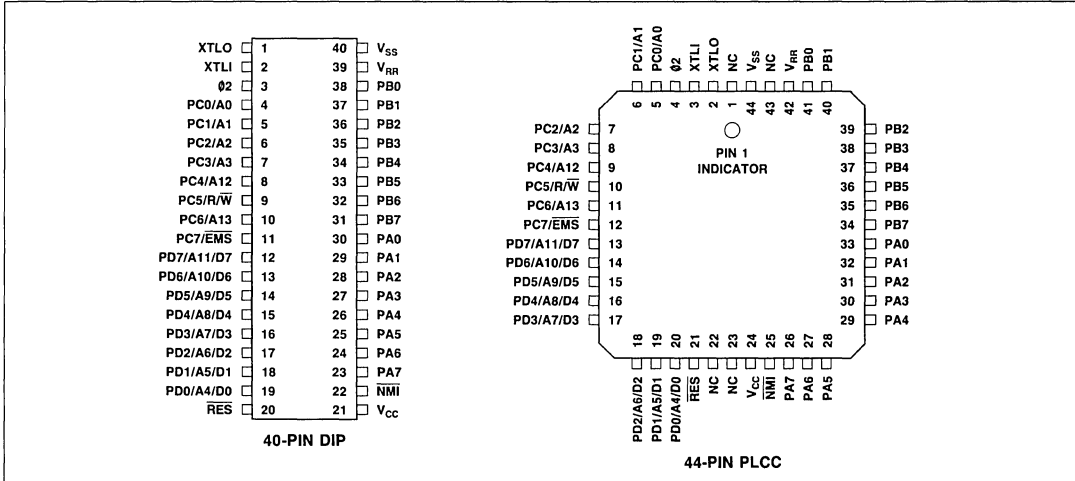 XTLO 1 40 VSS
XTLI 2 39 VRR
Ø2 3 38 PB0
PC0/A0 4 37 PB1
PC1/A1 5 36 PB2
PC2/A2 6 35 PB3
PC3/A3 7 34 PB4
PC4/A12 8 33 PB5
PC5/R/W̅ 9 32 PB6
PC6/A13 10 31 PB7
PC7/E̅M̅S̅ 11 30 PA0
PD7/A11/D7 12 29 PA1
PD6/A10/D6 13 28 PA2
PD5/A9/D5 14 27 PA3
PD4/A8/D4 15 26 PA4
PD3/A7/D3 16 25 PA5
PD2/A6/D2 17 24 PA6
PD1/A5/D1 18 23 PA7
PD0/A4/D0 19 22 N̅M̅I̅
R̅E̅S̅ 20 21 VCC
40-PIN DIP
PC1/A1 PC0/A0 Ø2 XTLI XTLO NC VSS NC VRR PB0 PB1
6 5 4 3 2 1 44 43 42 41 40
PIN 1
INDICATOR
PC2/A2 7 39 PB2
PC3/A3 8 38 PB3
PC4/A12 9 37 PB4
PC5/R/W̅ 10 36 PB5
PC6/A13 11 35 PB6
PC7/E̅M̅S̅ 12 34 PB7
PD7/A11/D7 13 33 PA0
PD6/A10/D6 14 32 PA1
PD5/A9/D5 15 31 PA2
PD4/A8/D4 16 30 PA3
PD3/A7/D3 17 29 PA4
18 19 20 21 22 23 24 25 26 27 28
PD2/A6/D2 PD1/A5/D1 PD0/A4/D0 R̅E̅S̅ NC NC VCC N̅M̅I̅ PA7 PA6 PA5
44-PIN PLCC